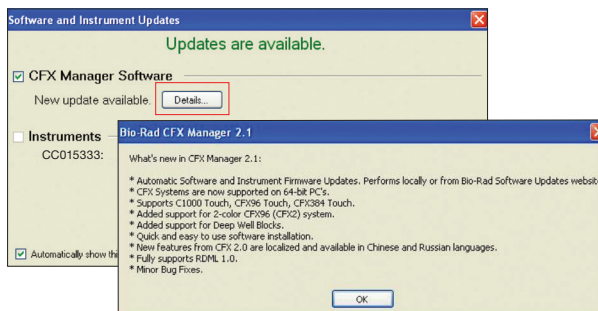 Software and Instrument Updates
Updates are available.
CFX Manager Software
New update available. Details...
Instruments
CC015333:
Automatically show thi
Bio-Rad CFX Manager 2.1
What's new in CFX Manager 2.1:
* Automatic Software and Instrument Firmware Updates. Performs locally or from Bio-Rad Software Updates website
* CFX Systems are now supported on 64-bit PC's.
* Supports C1000 Touch, CFX96 Touch, CFX384 Touch.
* Added support for 2-color CFX96 (CFX2) system.
* Added support for Deep Well Blocks.
* Quick and easy to use software installation.
* New features from CFX 2.0 are localized and available in Chinese and Russian languages.
* Fully supports RDML 1.0.
* Minor Bug Fixes.
OK